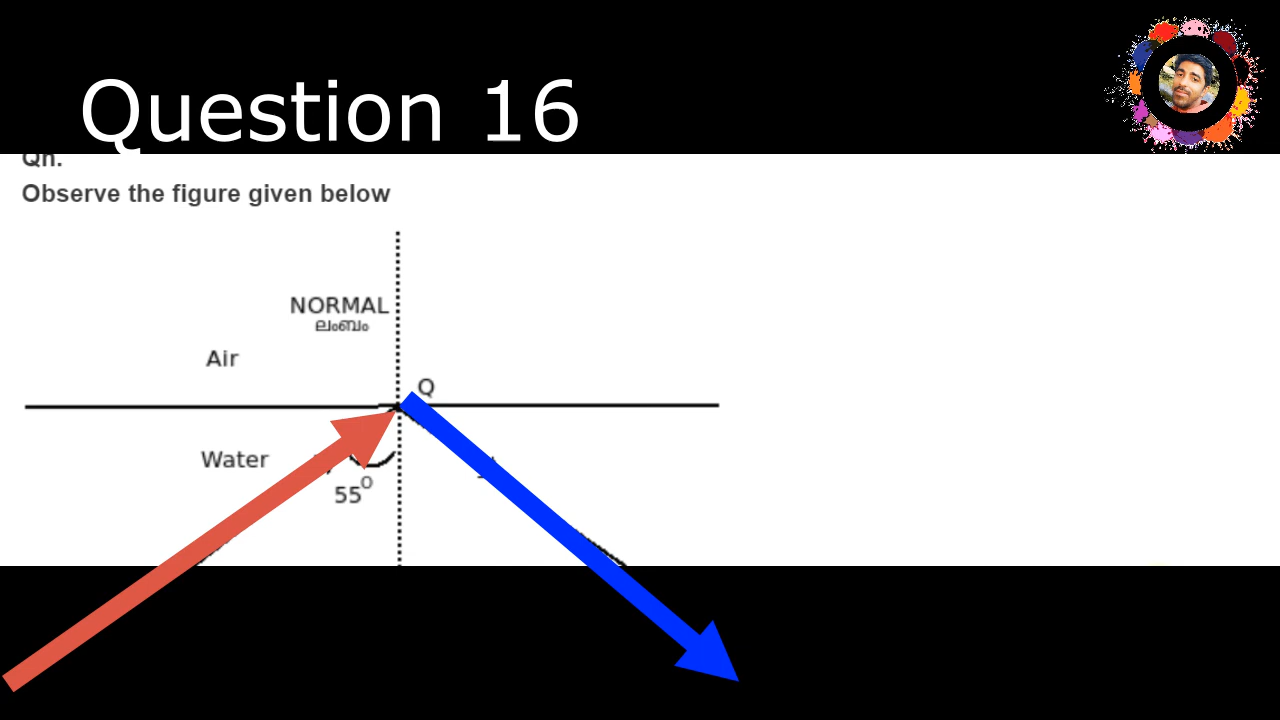 Question 16
Qn.
Observe the figure given below
NORMAL
ലംബം
Air
Q
Water
55°